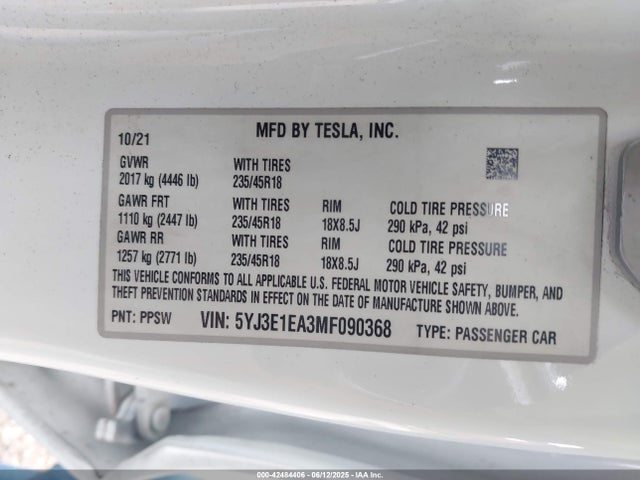 MFD BY TESLA, INC.
10/21
GVWR WITH TIRES
2017 kg (4446 lb) 235/45R18
GAWR FRT WITH TIRES RIM COLD TIRE PRESSURE
1110 kg (2447 lb) 235/45R18 18X8.5J 290 kPa, 42 psi
GAWR RR WITH TIRES RIM COLD TIRE PRESSURE
1257 kg (2771 lb) 235/45R18 18X8.5J 290 kPa, 42 psi
THIS VEHICLE CONFORMS TO ALL APPLICABLE U.S. FEDERAL MOTOR VEHICLE SAFETY, BUMPER, AND
THEFT PREVENTION STANDARDS IN EFFECT ON THE DATE OF MANUFACTURE SHOWN ABOVE.
PNT: PPSW VIN: 5YJ3E1EA3MF090368 TYPE: PASSENGER CAR
000-42484406 - 06/12/2025 - IAA Inc.